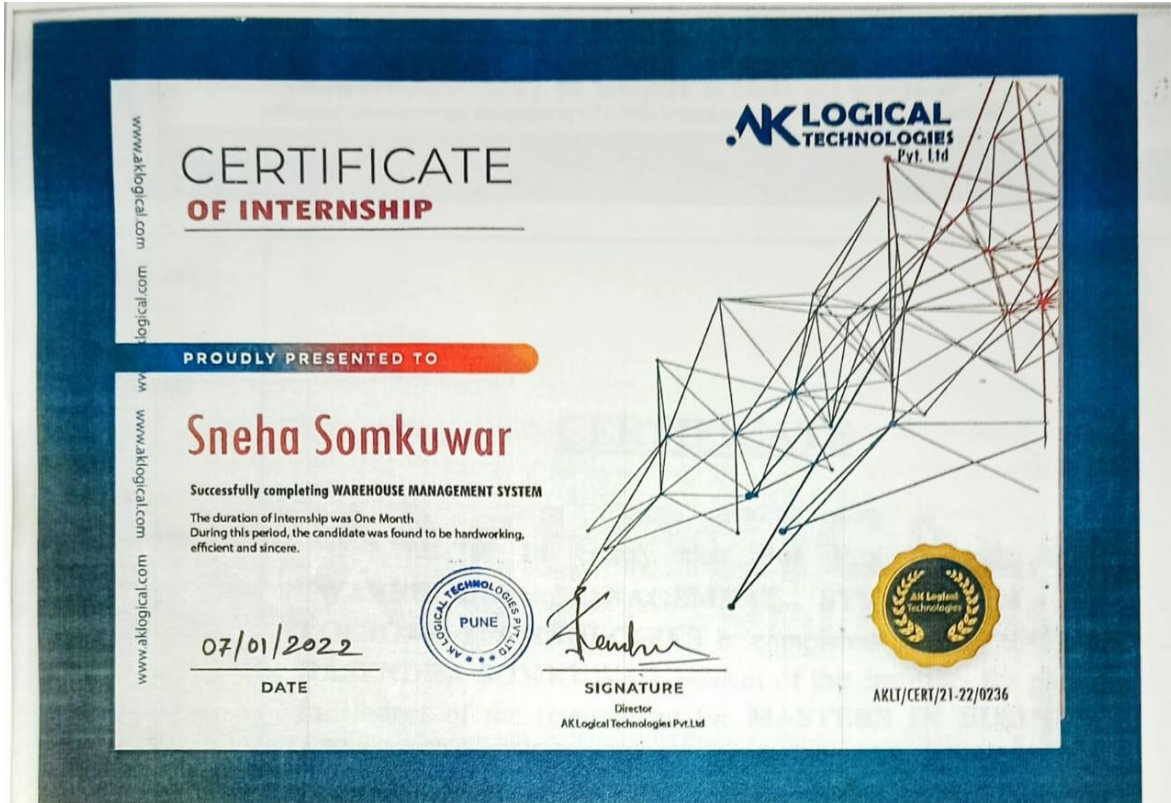 AK LOGICAL
TECHNOLOGIES
Pvt. Ltd
CERTIFICATE
OF INTERNSHIP
PROUDLY PRESENTED TO
Sneha Somkuwar
Successfully completing WAREHOUSE MANAGEMENT SYSTEM
The duration of Internship was One Month
During this period, the candidate was found to be hardworking,
efficient and sincere.
AK LOGICAL TECHNOLOGIES PVT.LTD
PUNE
07/01/2022
DATE
SIGNATURE
Director
AK Logical Technologies Pvt.Ltd
AK Logical
Technologies
AKLT/CERT/21-22/0236
www.aklogical.com
www.aklogical.com
www.aklogical.com